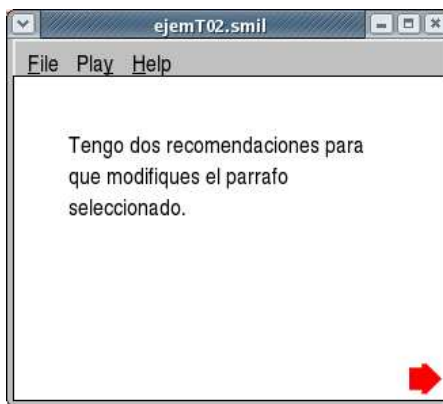 ejemT02.smil
File Play Help
Tengo dos recomendaciones para
que modifiques el parrafo
seleccionado.